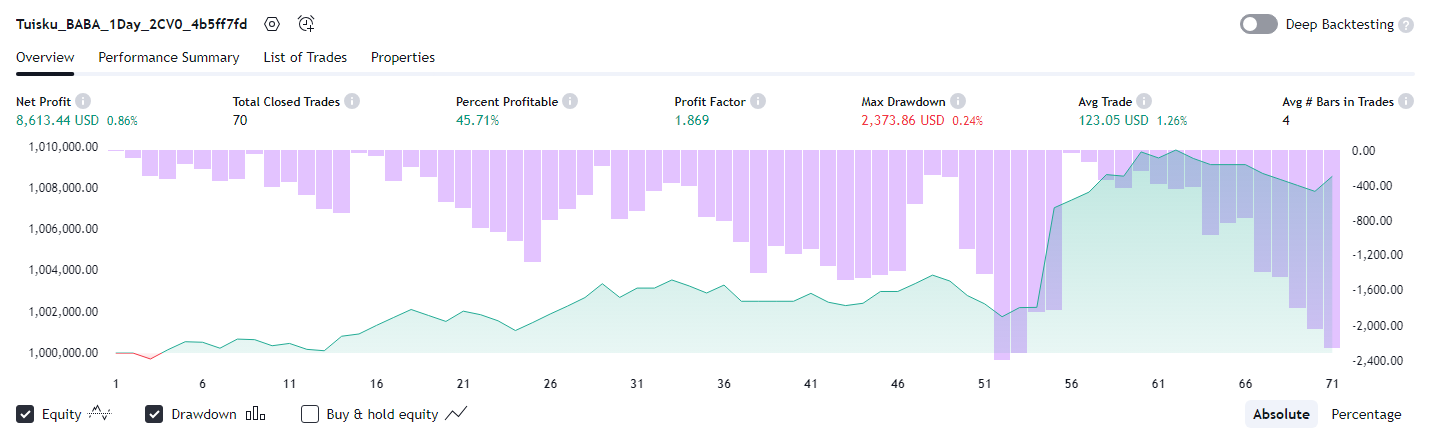 Tuisku_BABA_1Day_2CV0_4b5ff7fd
Deep Backtesting ?
Overview Performance Summary List of Trades Properties
Net Profit i Total Closed Trades i Percent Profitable i Profit Factor i Max Drawdown i Avg Trade i Avg # Bars in Trades i
8,613.44 USD 0.86% 70 45.71% 1.869 2,373.86 USD 0.24% 123.05 USD 1.26% 4
1,010,000.00 0.00
1,008,000.00 -400.00
1,006,000.00 -800.00
1,004,000.00 -1,200.00
1,002,000.00 -1,600.00
1,000,000.00 -2,000.00
-2,400.00
1 6 11 16 21 26 31 36 41 46 51 56 61 66 71
Equity Drawdown Buy & hold equity Absolute Percentage